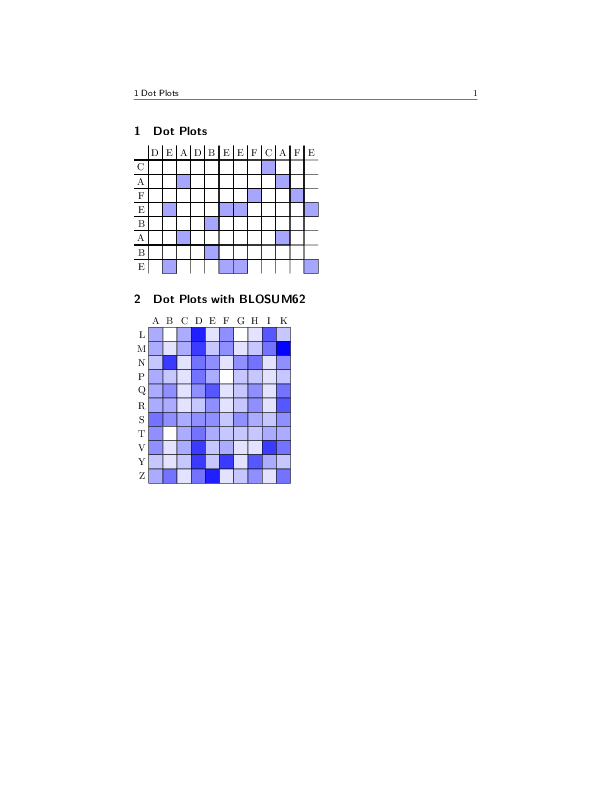 1 Dot Plots 1
1 Dot Plots
D E A D B E E F C A F E
C
A
F
E
B
A
B
E
2 Dot Plots with BLOSUM62
A B C D E F G H I K
L
M
N
P
Q
R
S
T
V
Y
Z